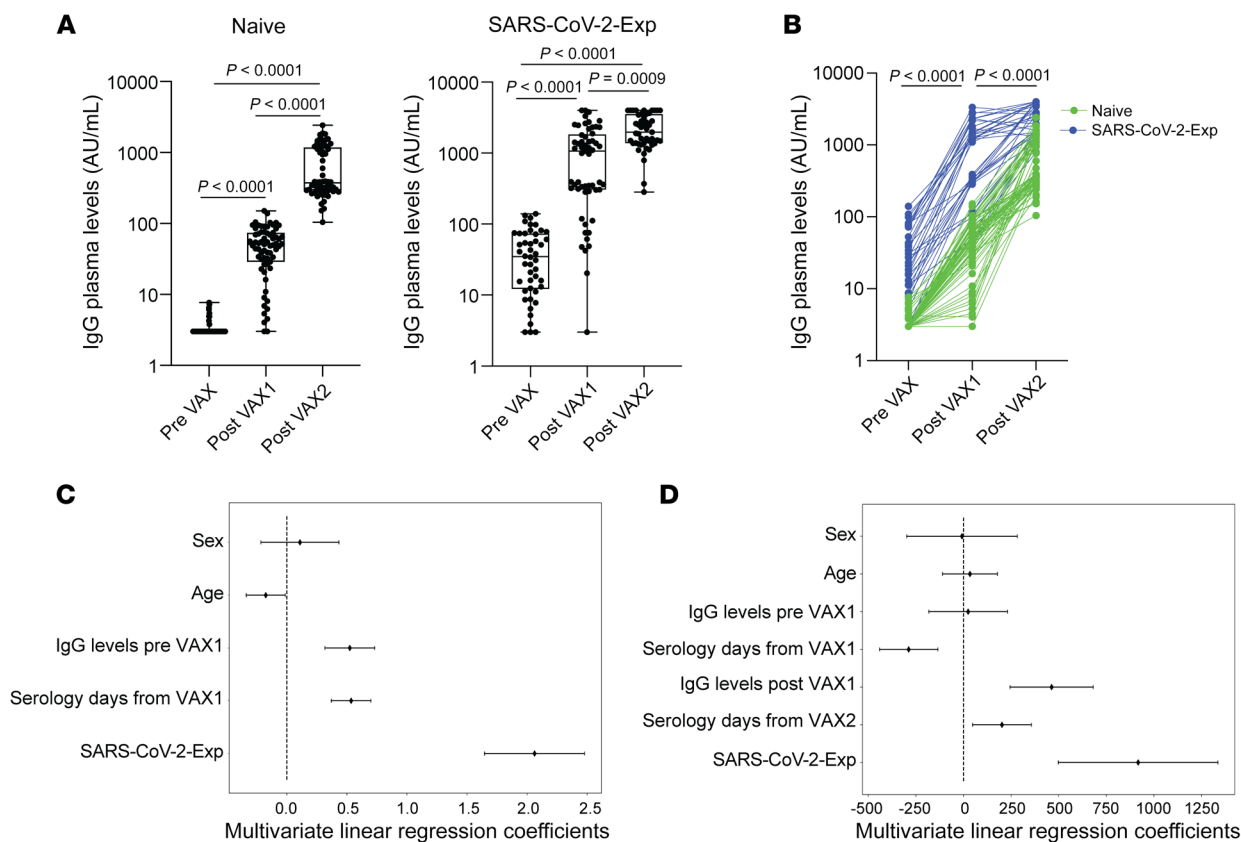 A
Naive
SARS-CoV-2-Exp
B
P < 0.0001
P < 0.0001
P < 0.0001
IgG plasma levels (AU/mL)
10000
1000
100
10
1
Pre VAX
Post VAX1
Post VAX2
P < 0.0001
P < 0.0001
P = 0.0009
IgG plasma levels (AU/mL)
10000
1000
100
10
1
Pre VAX
Post VAX1
Post VAX2
P < 0.0001
P < 0.0001
IgG plasma levels (AU/mL)
10000
1000
100
10
1
Pre VAX
Post VAX1
Post VAX2
Naive
SARS-CoV-2-Exp
C
Sex
Age
IgG levels pre VAX1
Serology days from VAX1
SARS-CoV-2-Exp
0.0 0.5 1.0 1.5 2.0 2.5
Multivariate linear regression coefficients
D
Sex
Age
IgG levels pre VAX1
Serology days from VAX1
IgG levels post VAX1
Serology days from VAX2
SARS-CoV-2-Exp
-500 -250 0 250 500 750 1000 1250
Multivariate linear regression coefficients